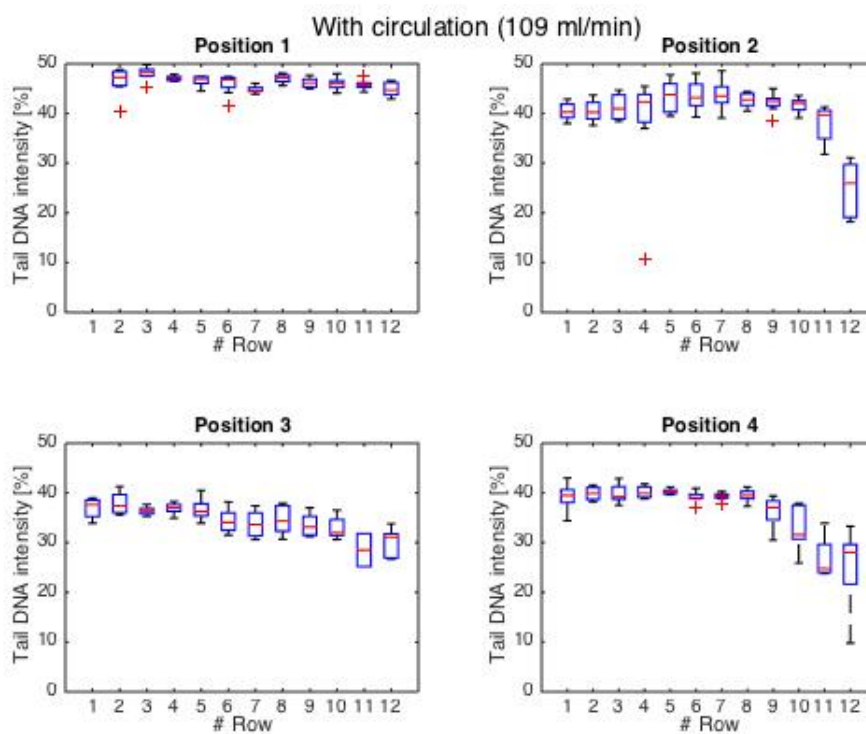 With circulation (109 ml/min)
Position 1
Tail DNA intensity [%]
50
40
30
20
10
0
1 2 3 4 5 6 7 8 9 10 11 12
# Row
Position 2
Tail DNA intensity [%]
50
40
30
20
10
0
1 2 3 4 5 6 7 8 9 10 11 12
# Row
Position 3
Tail DNA intensity [%]
50
40
30
20
10
0
1 2 3 4 5 6 7 8 9 10 11 12
# Row
Position 4
Tail DNA intensity [%]
50
40
30
20
10
0
1 2 3 4 5 6 7 8 9 10 11 12
# Row